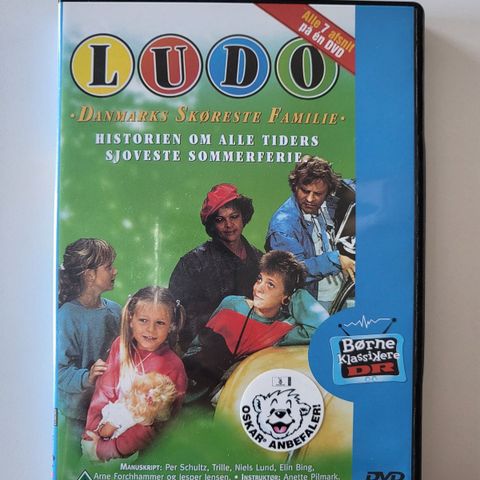 Alle 7 afsnit
på én DVD
LUDO
· DANMARKS SKØRESTE FAMILIE ·
HISTORIEN OM ALLE TIDERS
SJOVESTE SOMMERFERIE
Børne
Klassikere
DR
OSKAR ANBEFALER!
MANUSKRIPT: Per Schultz, Trille, Niels Lund, Elin Bing,
Arne Forchhammer og Jesper Jensen. • INSTRUKTØR: Anette Pilmark.
DVD